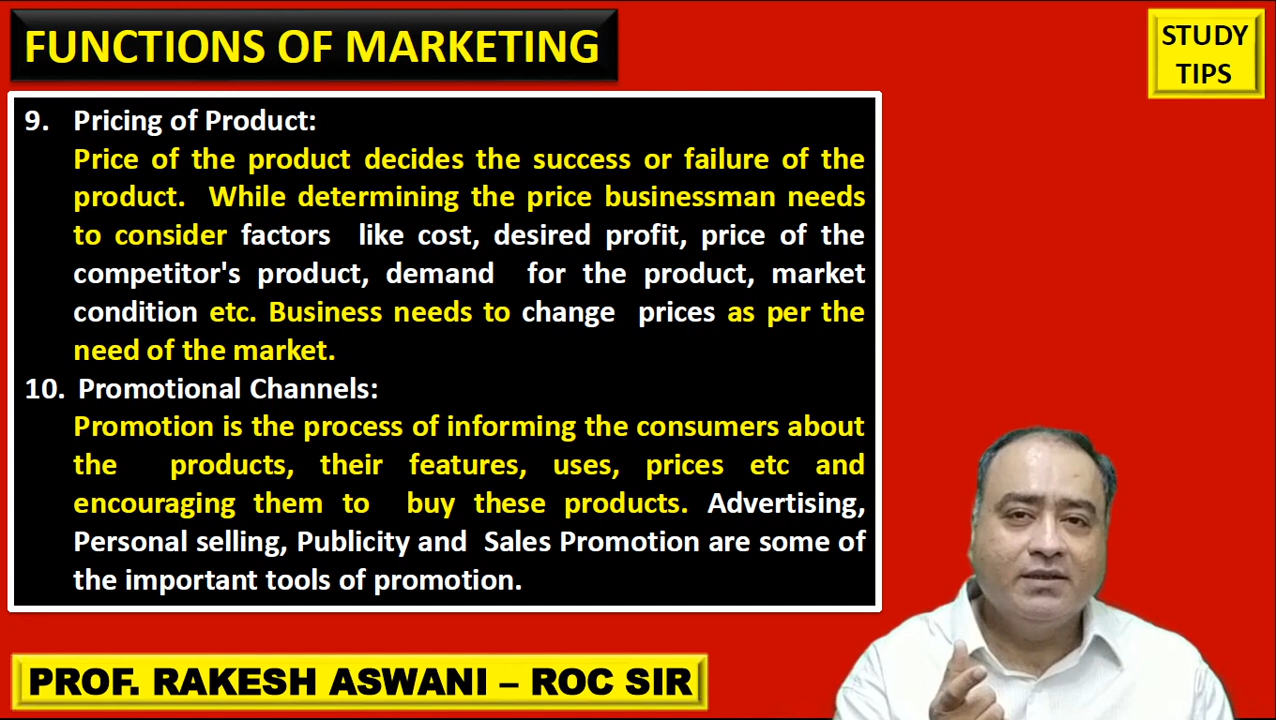 FUNCTIONS OF MARKETING
STUDY
TIPS
9. Pricing of Product:
Price of the product decides the success or failure of the
product. While determining the price businessman needs
to consider factors like cost, desired profit, price of the
competitor's product, demand for the product, market
condition etc. Business needs to change prices as per the
need of the market.
10. Promotional Channels:
Promotion is the process of informing the consumers about
the products, their features, uses, prices etc and
encouraging them to buy these products. Advertising,
Personal selling, Publicity and Sales Promotion are some of
the important tools of promotion.
PROF. RAKESH ASWANI – ROC SIR